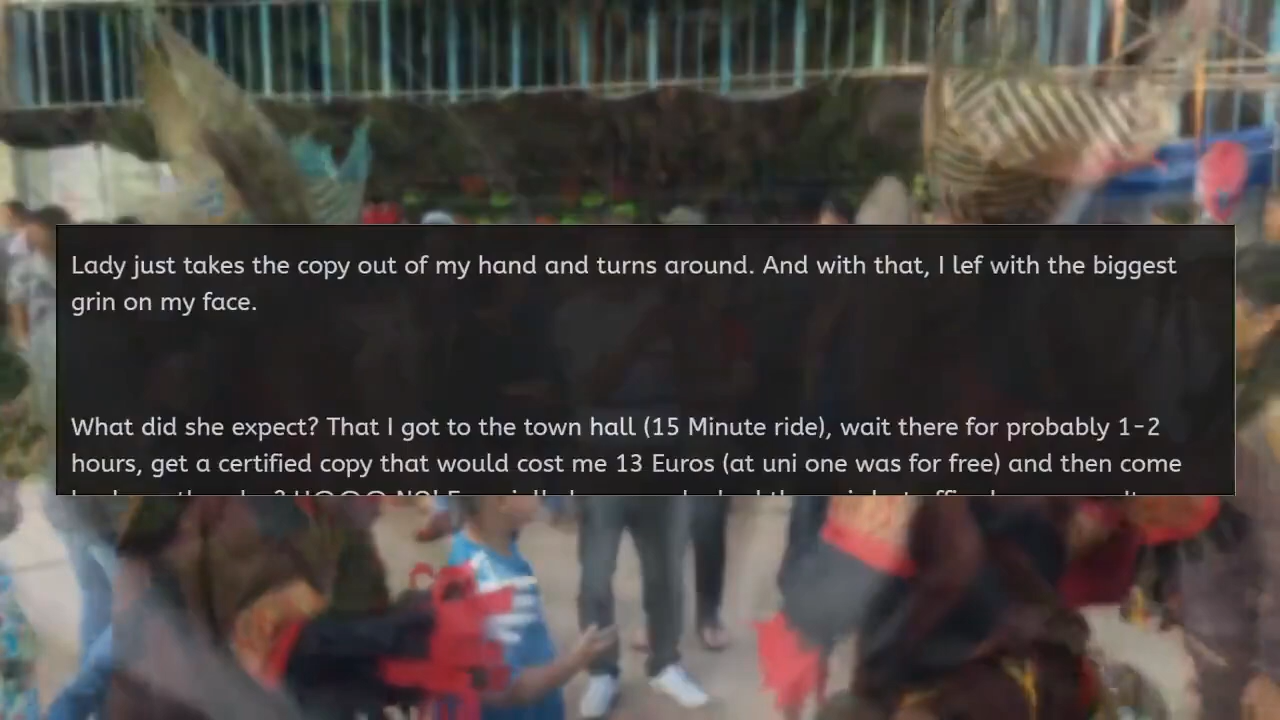 Lady just takes the copy out of my hand and turns around. And with that, I lef with the biggest
grin on my face.
What did she expect? That I got to the town hall (15 Minute ride), wait there for probably 1-2
hours, get a certified copy that would cost me 13 Euros (at uni one was for free) and then come